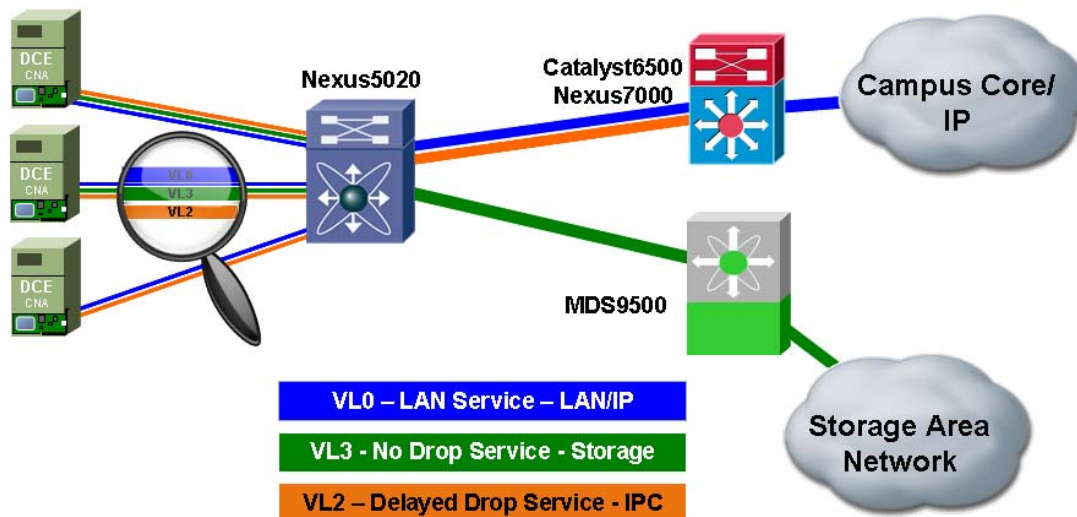 DCE
CNA
DCE
CNA
DCE
CNA
VL0
VL3
VL2
Nexus5020
Catalyst6500
Nexus7000
Campus Core/
IP
MDS9500
Storage Area
Network
VL0 – LAN Service – LAN/IP
VL3 - No Drop Service - Storage
VL2 – Delayed Drop Service - IPC